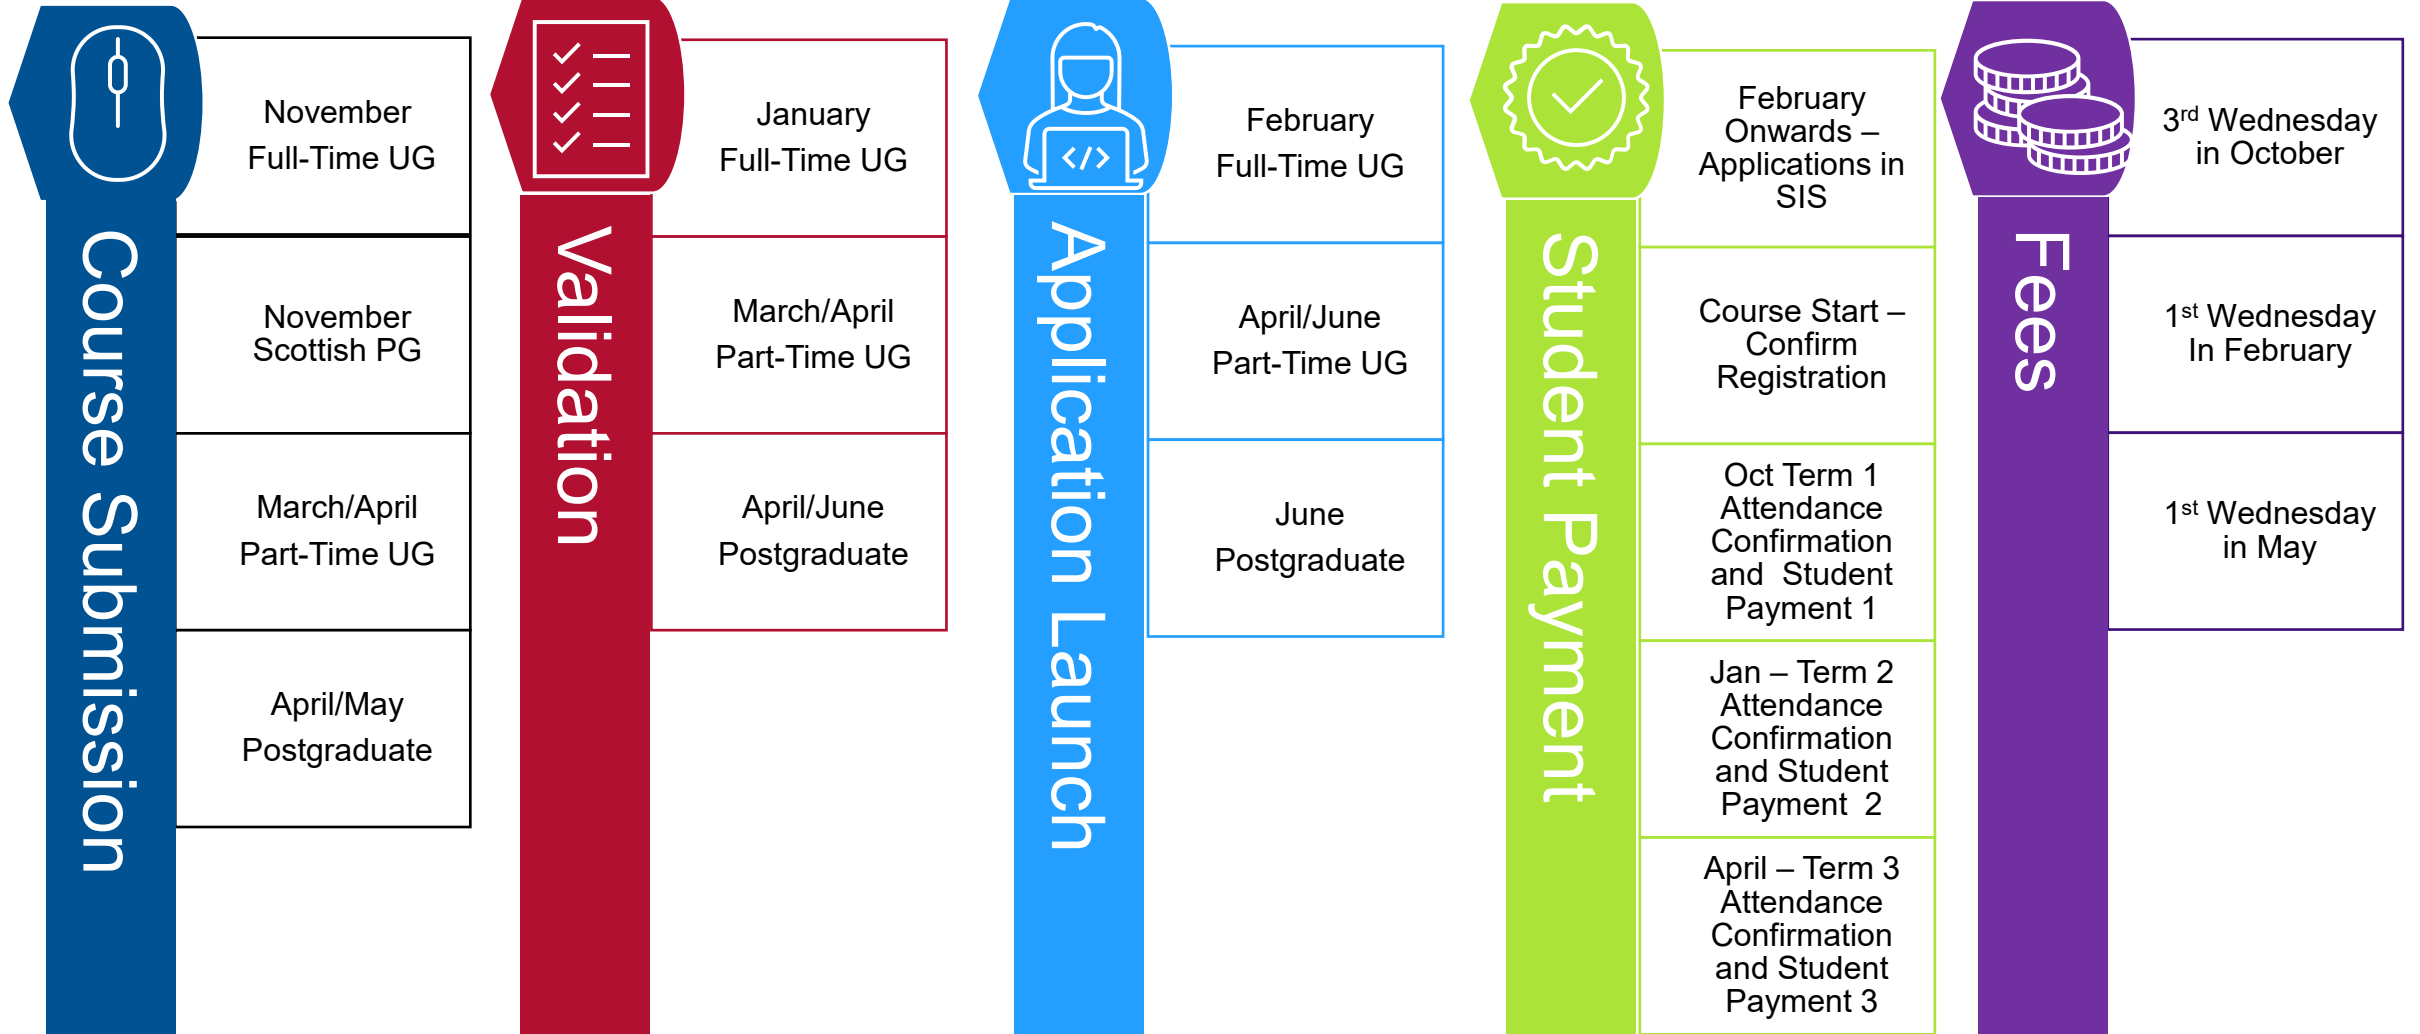 Course Submission
November
Full-Time UG
November
Scottish PG
March/April
Part-Time UG
April/May
Postgraduate
Validation
January
Full-Time UG
March/April
Part-Time UG
April/June
Postgraduate
Application Launch
</>
February
Full-Time UG
April/June
Part-Time UG
June
Postgraduate
Student Payment
February
Onwards –
Applications in
SIS
Course Start –
Confirm
Registration
Oct Term 1
Attendance
Confirmation
and  Student
Payment 1
Jan – Term 2
Attendance
Confirmation
and Student
Payment  2
April – Term 3
Attendance
Confirmation
and Student
Payment 3
Fees
3rd Wednesday
in October
1st Wednesday
In February
1st Wednesday
in May